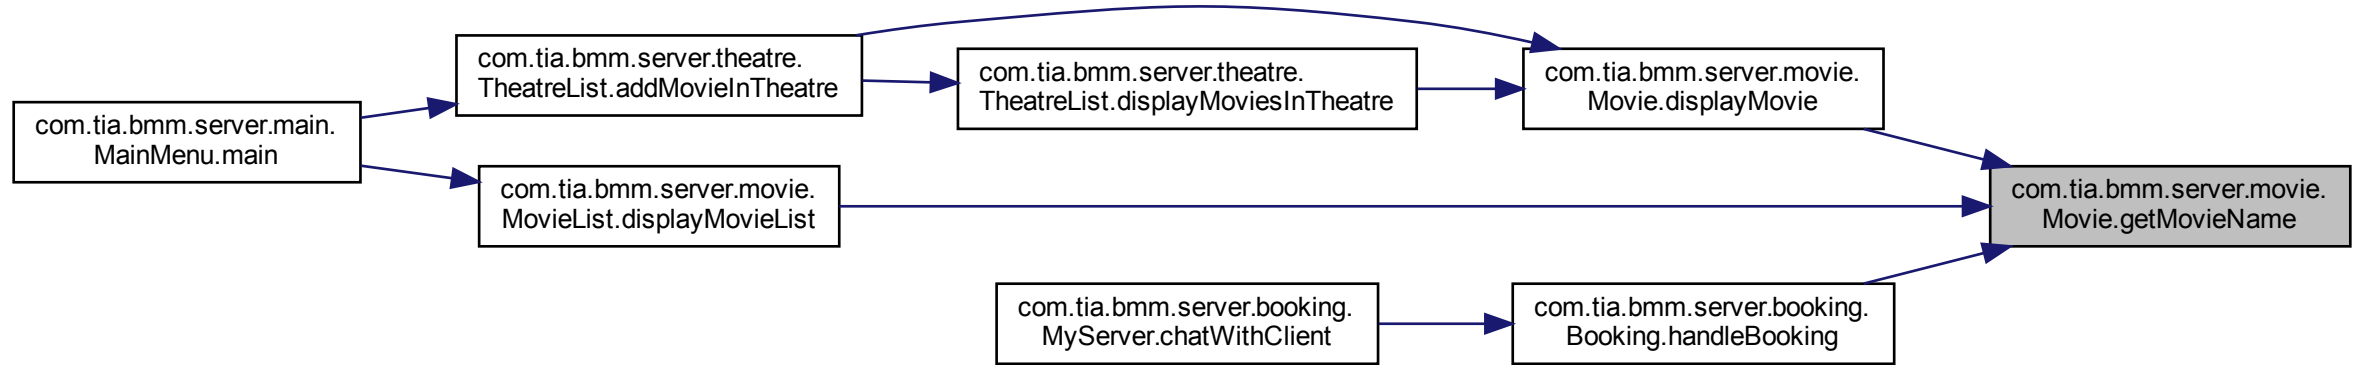 com.tia.bmm.server.main.
MainMenu.main
com.tia.bmm.server.theatre.
TheatreList.addMovieInTheatre
com.tia.bmm.server.movie.
MovieList.displayMovieList
com.tia.bmm.server.theatre.
TheatreList.displayMoviesInTheatre
com.tia.bmm.server.booking.
MyServer.chatWithClient
com.tia.bmm.server.movie.
Movie.displayMovie
com.tia.bmm.server.booking.
Booking.handleBooking
com.tia.bmm.server.movie.
Movie.getMovieName